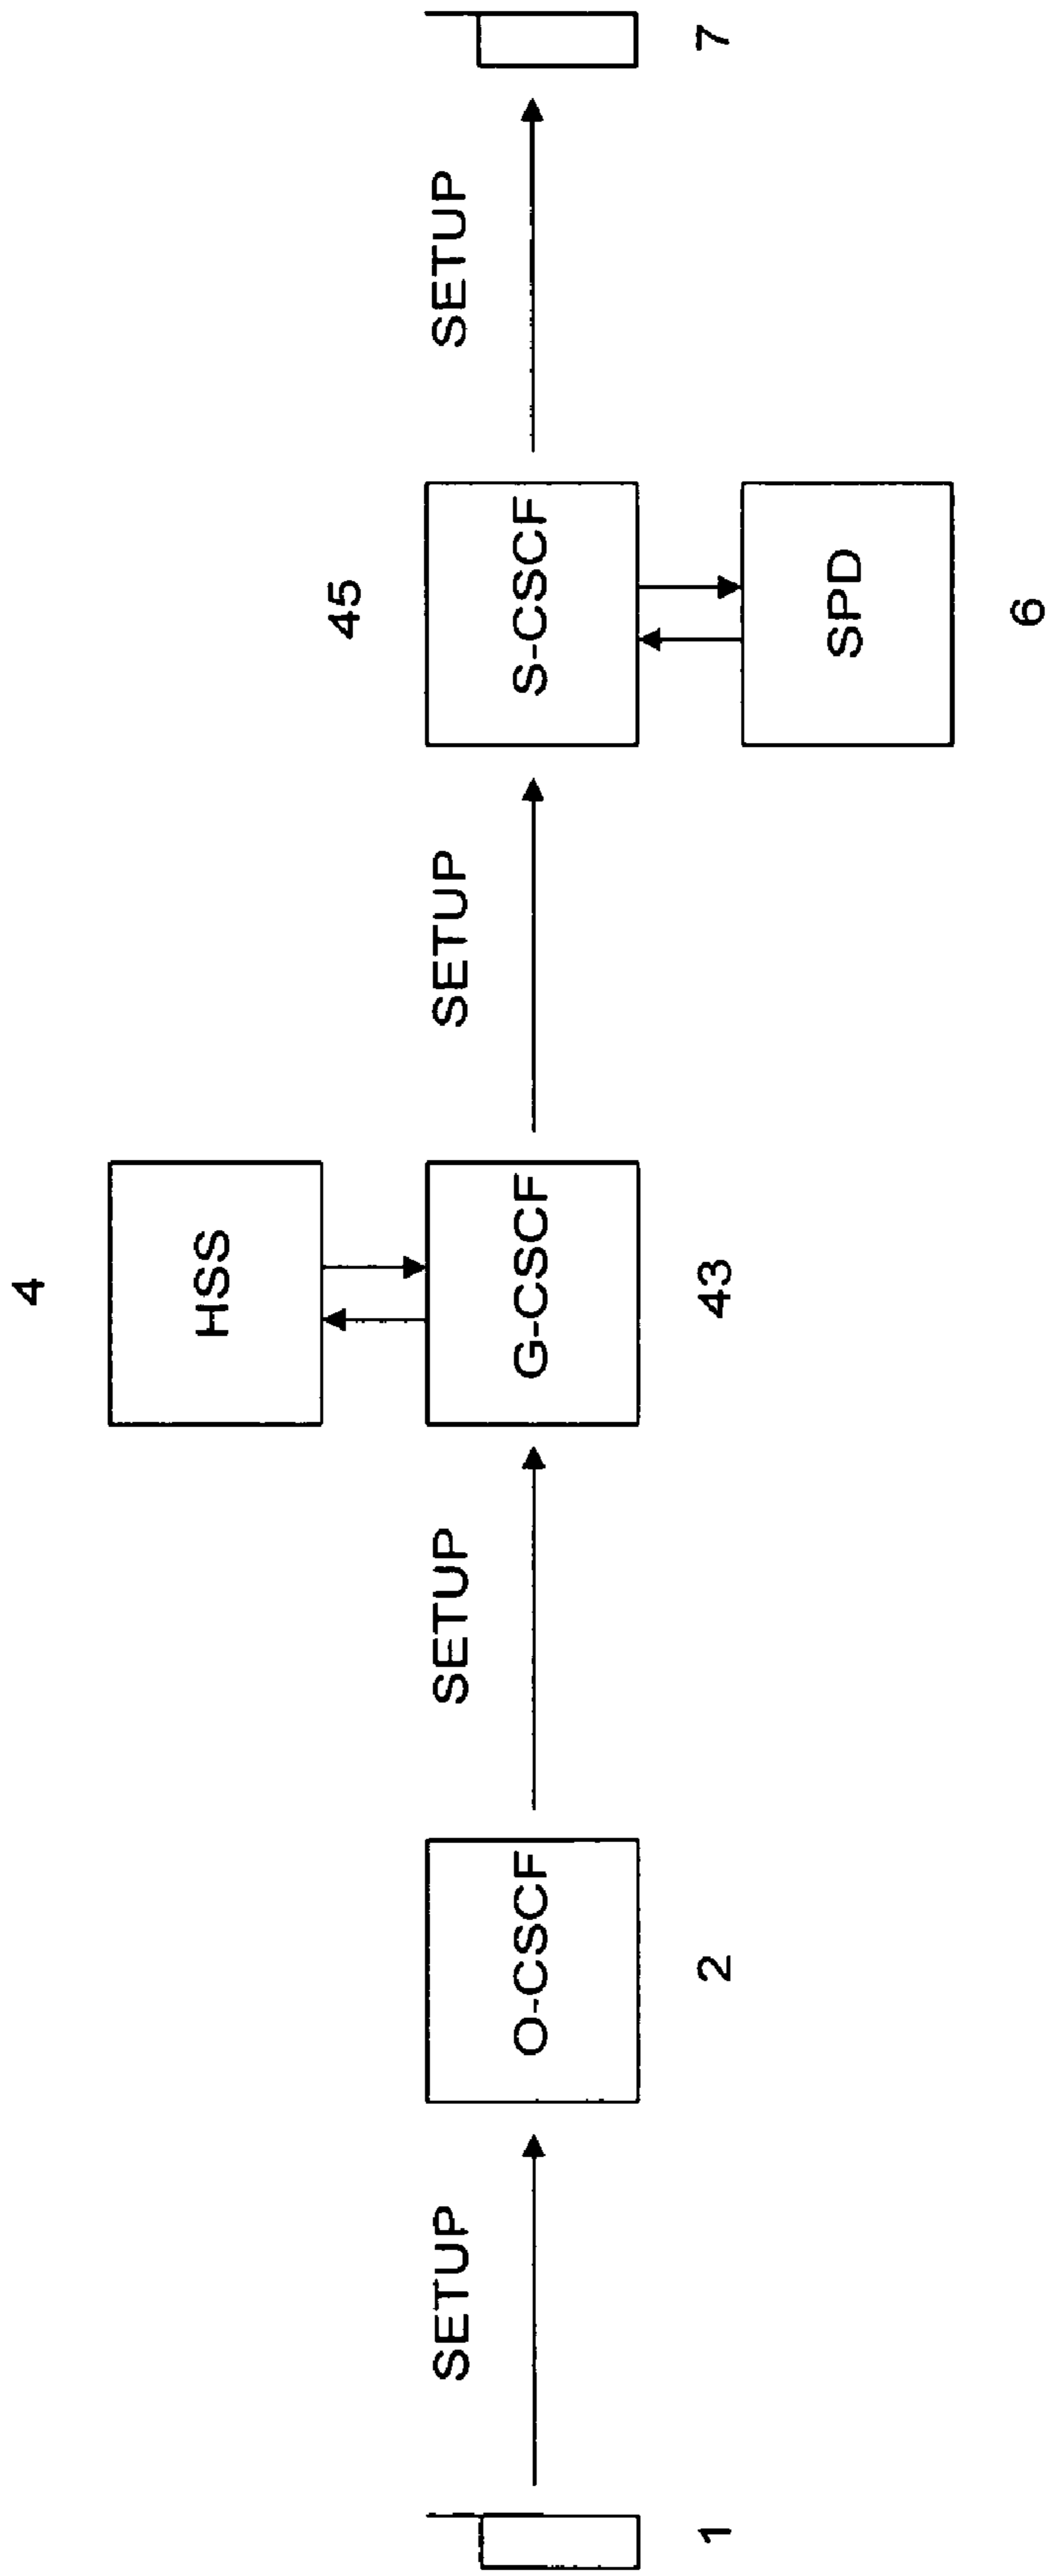 4
HSS
45
SETUP
SETUP
SETUP
SETUP
O-CSCF
G-CSCF
S-CSCF
1
2
43
7
SPD
6